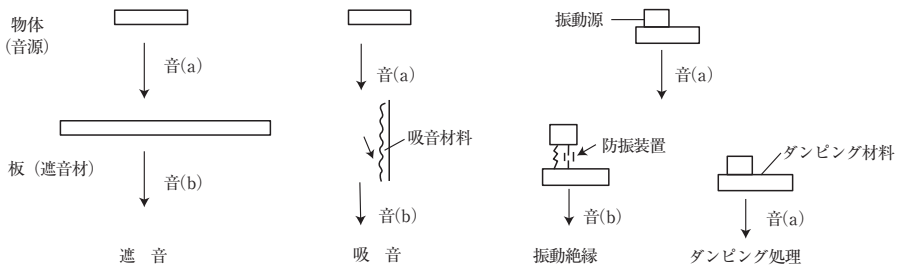 物体
(音源)
音(a)
板（遮音材）
音(b)
遮　音
音(a)
吸音材料
音(b)
吸　音
振動源
音(a)
防振装置
音(b)
振動絶縁
ダンピング材料
音(a)
ダンピング処理